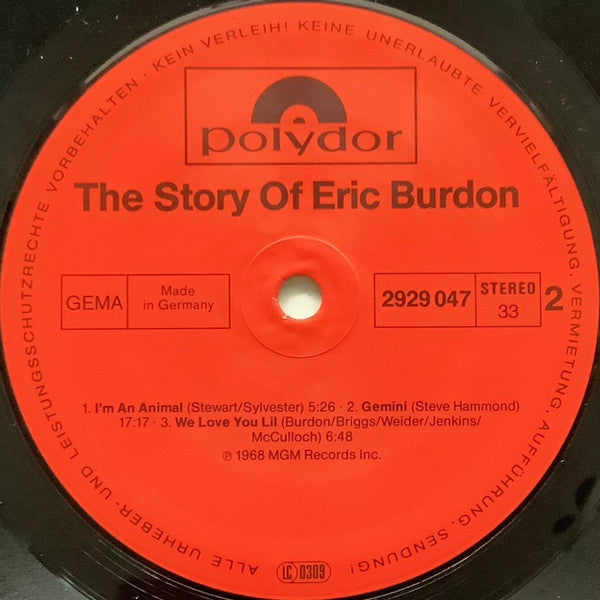 ALLE URHEBER- UND LEISTUNGSSCHUTZRECHTE VORBEHALTEN · KEIN VERLEIH! KEINE UNERLAUBTE VERVIELFÄLTIGUNG, VERMIETUNG, AUFFÜHRUNG, SENDUNG!
polydor
The Story Of Eric Burdon
GEMA
Made
in Germany
2929 047
STEREO
33
2
1. I'm An Animal (Stewart/Sylvester) 5:26 · 2. Gemini (Steve Hammond)
17:17 · 3. We Love You Lil (Burdon/Briggs/Weider/Jenkins/
McCulloch) 6:48
℗ 1968 MGM Records Inc.
LC 0309